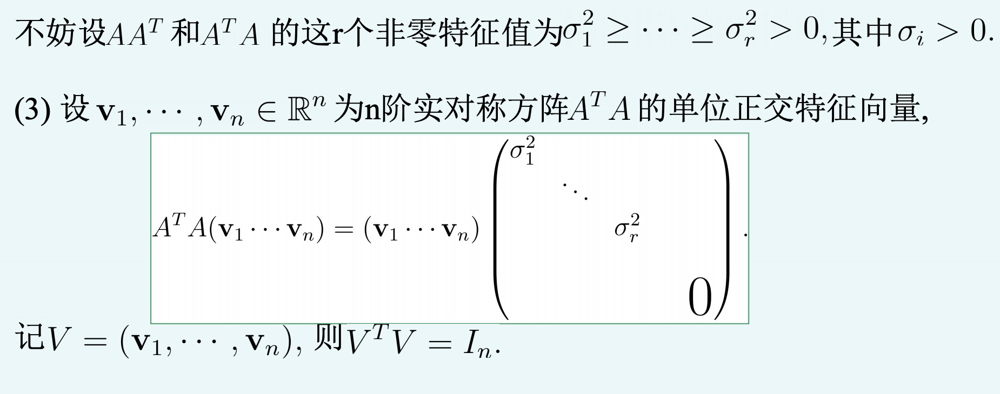 不妨设$AA^T$ 和$A^TA$ 的这r个非零特征值为$\sigma_1^2 \geq \cdots \geq \sigma_r^2 > 0$,其中$\sigma_i > 0$.
(3) 设 $\mathbf{v}_1, \cdots, \mathbf{v}_n \in \mathbb{R}^n$ 为n阶实对称方阵$A^TA$ 的单位正交特征向量,
$A^TA(\mathbf{v}_1 \cdots \mathbf{v}_n) = (\mathbf{v}_1 \cdots \mathbf{v}_n) \begin{pmatrix} \sigma_1^2 & & & \\ & \ddots & & \\ & & \sigma_r^2 & \\ & & & 0 \end{pmatrix}.$
记$V = (\mathbf{v}_1, \cdots, \mathbf{v}_n)$, 则$V^TV = I_n$.